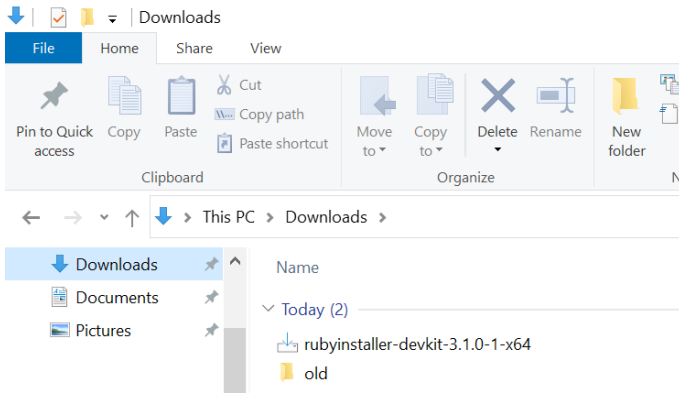 Downloads
File Home Share View
Pin to Quick access
Copy
Paste
Cut
Copy path
Paste shortcut
Move to
Copy to
Delete
Rename
New folder
Clipboard
Organize
N
This PC > Downloads >
Downloads
Documents
Pictures
Name
Today (2)
rubyinstaller-devkit-3.1.0-1-x64
old